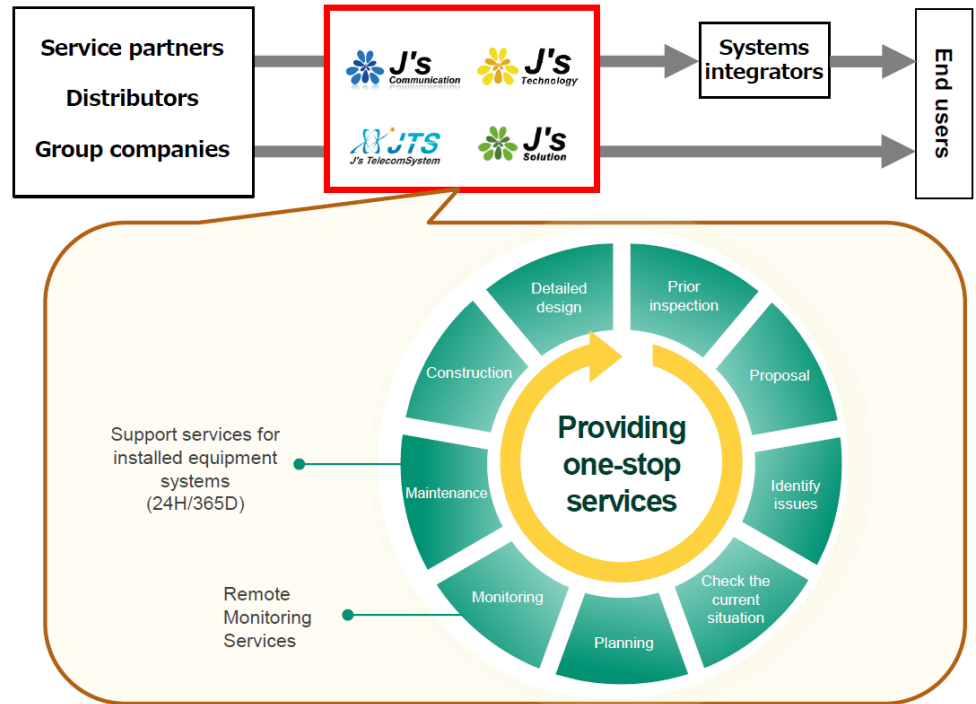 Service partners
Distributors
Group companies
J's
Communication
J's
Technology
JTS
J's TelecomSystem
J's
Solution
Systems
integrators
End users
Detailed
design
Prior
inspection
Construction
Proposal
Providing
one-stop
services
Support services for
installed equipment
systems
(24H/365D)
Maintenance
Identify
issues
Remote
Monitoring
Services
Monitoring
Check the
current
situation
Planning